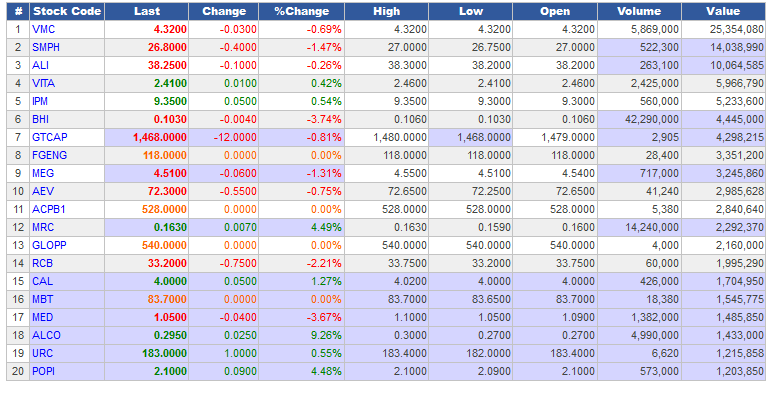 # Stock Code Last Change %Change High Low Open Volume Value
1 VMC 4.3200 -0.0300 -0.69% 4.3200 4.3200 4.3200 5,869,000 25,354,080
2 SMPH 26.8000 -0.4000 -1.47% 27.0000 26.7500 27.0000 522,300 14,038,990
3 ALI 38.2500 -0.1000 -0.26% 38.3000 38.2500 38.3000 263,100 10,064,585
4 VITA 2.4100 0.0100 0.42% 2.4600 2.4100 2.4600 2,425,000 5,966,790
5 IPM 9.3500 0.0500 0.54% 9.3500 9.3000 9.3000 560,000 5,233,600
6 BHI 0.1030 -0.0040 -3.74% 0.1060 0.1030 0.1060 42,290,000 4,445,000
7 GTCAP 1,468.0000 -12.0000 -0.81% 1,480.0000 1,468.0000 1,479.0000 2,905 4,298,215
8 FGENG 118.0000 0.0000 0.00% 118.0000 118.0000 118.0000 28,400 3,351,200
9 MEG 4.5100 -0.0600 -1.31% 4.5500 4.5100 4.5400 717,000 3,245,860
10 AEV 72.3000 -0.5500 -0.75% 72.6500 72.2500 72.6500 41,240 2,985,628
11 ACPB1 528.0000 0.0000 0.00% 528.0000 528.0000 528.0000 5,380 2,840,640
12 MRC 0.1630 0.0070 4.49% 0.1630 0.1590 0.1600 14,240,000 2,292,370
13 GLOPP 540.0000 0.0000 0.00% 540.0000 540.0000 540.0000 4,000 2,160,000
14 RCB 33.2000 -0.7500 -2.21% 33.7500 33.2000 33.7500 60,000 1,995,290
15 CAL 4.0000 0.0500 1.27% 4.0200 4.0000 4.0000 426,000 1,704,950
16 MBT 83.7000 0.0000 0.00% 83.7000 83.6500 83.7000 18,380 1,545,775
17 MED 1.0500 -0.0400 -3.67% 1.1000 1.0500 1.0900 1,382,000 1,485,850
18 ALCO 0.2950 0.0250 9.26% 0.3000 0.2700 0.2700 4,990,000 1,433,000
19 URC 183.0000 1.0000 0.55% 183.4000 182.0000 183.4000 6,620 1,215,858
20 POPI 2.1000 0.0900 4.48% 2.1000 2.0900 2.1000 573,000 1,203,850